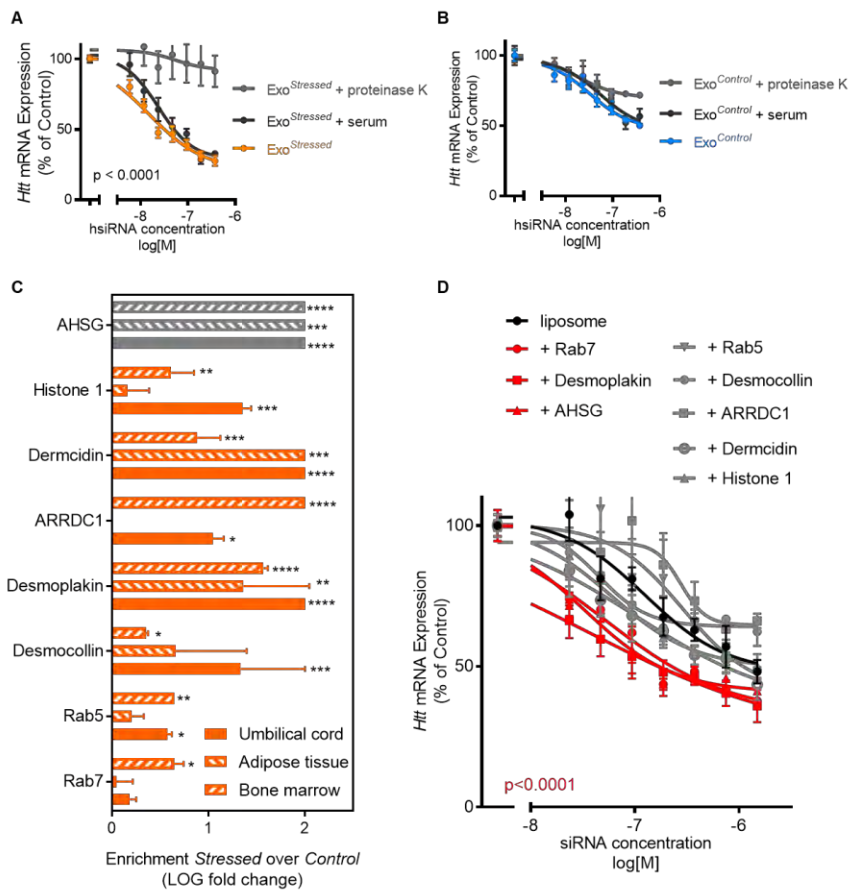 A
Htt mRNA Expression
(% of Control)
100
50
0
p < 0.0001
-8
-7
-6
hsiRNA concentration
log[M]
Exo^Stressed + proteinase K
Exo^Stressed + serum
Exo^Stressed
B
Htt mRNA Expression
(% of Control)
100
50
0
-8
-7
-6
hsiRNA concentration
log[M]
Exo^Control + proteinase K
Exo^Control + serum
Exo^Control
C
AHSG
****
***
****
Histone 1
**
***
Dermcidin
***
***
****
ARRDC1
****
*
Desmoplakin
****
**
****
Desmocollin
*
***
Rab5
**
*
Rab7
*
Umbilical cord
Adipose tissue
Bone marrow
0
1
2
Enrichment Stressed over Control
(LOG fold change)
D
liposome
+ Rab7
+ Desmoplakin
+ AHSG
+ Rab5
+ Desmocollin
+ ARRDC1
+ Dermcidin
+ Histone 1
Htt mRNA Expression
(% of Control)
100
50
0
p<0.0001
-8
-7
-6
siRNA concentration
log[M]